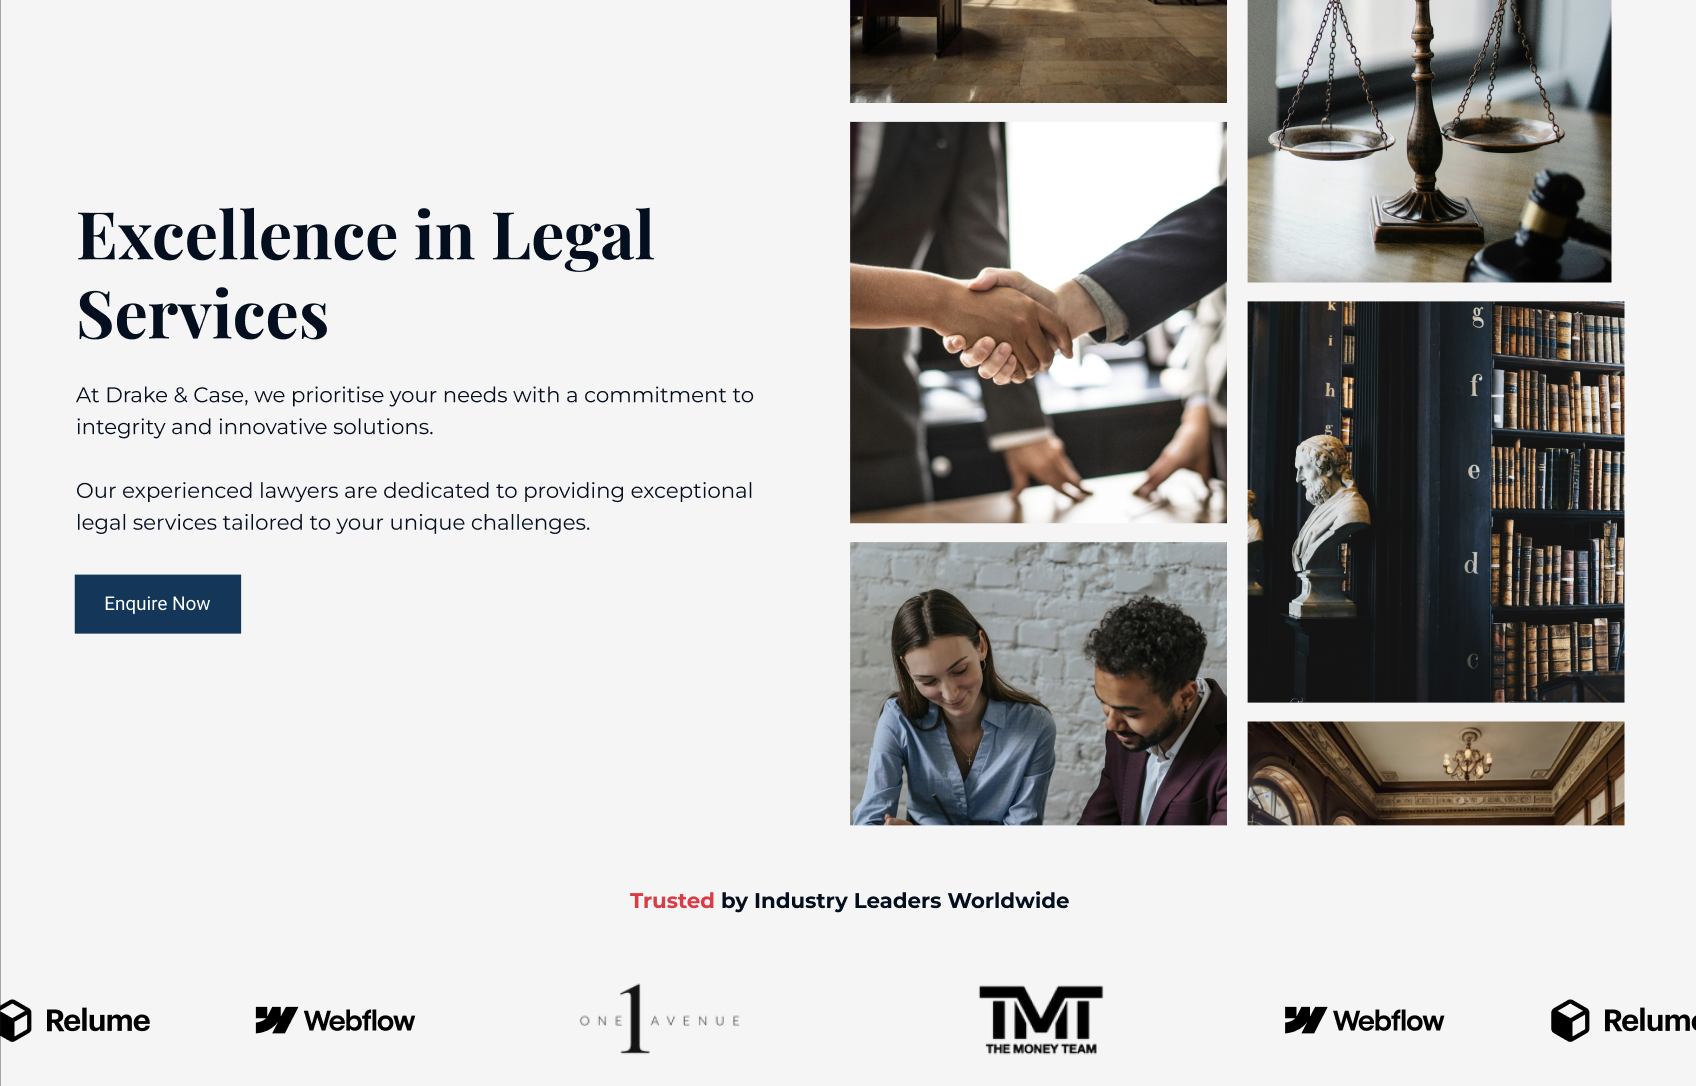 Excellence in Legal
Services
At Drake & Case, we prioritise your needs with a commitment to
integrity and innovative solutions.
Our experienced lawyers are dedicated to providing exceptional
legal services tailored to your unique challenges.
Enquire Now
k
i
h
g
g
f
e
d
c
Trusted by Industry Leaders Worldwide
Relume
Webflow
ONE 1 AVENUE
TMT
THE MONEY TEAM
Webflow
Relume